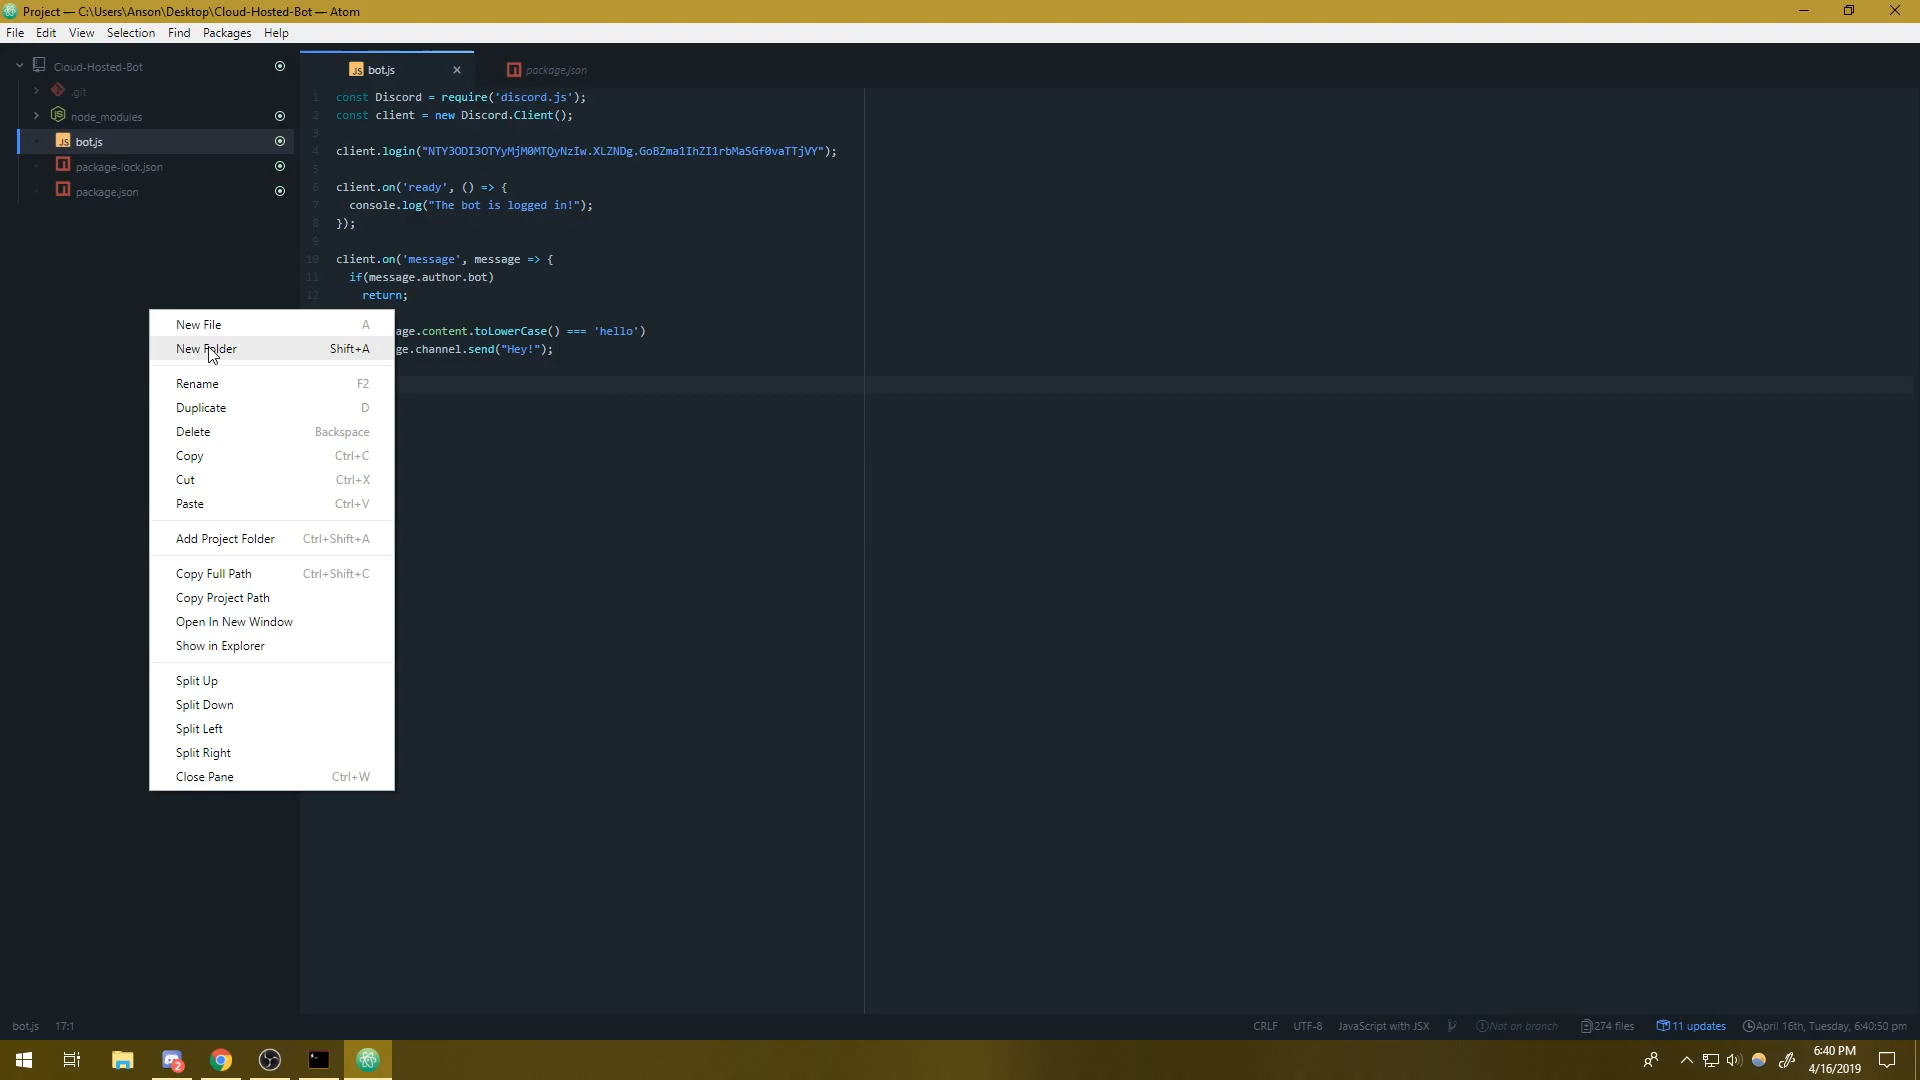 Project — C:\Users\Anson\Desktop\Cloud-Hosted-Bot — Atom
File Edit View Selection Find Packages Help
Cloud-Hosted-Bot
.git
node_modules
bot.js
package-lock.json
package.json
bot.js
package.json
1 const Discord = require('discord.js');
2 const client = new Discord.Client();
3
4 client.login("NTY3ODI3OTYyMjM0MTQyNzIw.XLZNDg.GoBZma1IhZI1rbMaSGf0vaTTjVY");
5
6 client.on('ready', () => {
7 console.log("The bot is logged in!");
8 });
9
10 client.on('message', message => {
11 if(message.author.bot)
12 return;
age.content.toLowerCase() === 'hello')
ge.channel.send("Hey!");
New File A
New Folder Shift+A
Rename F2
Duplicate D
Delete Backspace
Copy Ctrl+C
Cut Ctrl+X
Paste Ctrl+V
Add Project Folder Ctrl+Shift+A
Copy Full Path Ctrl+Shift+C
Copy Project Path
Open In New Window
Show in Explorer
Split Up
Split Down
Split Left
Split Right
Close Pane Ctrl+W
bot.js 17:1
CRLF UTF-8 JavaScript with JSX Not on branch 274 files 11 updates April 16th, Tuesday, 6:40:50 pm
2
6:40 PM
4/16/2019